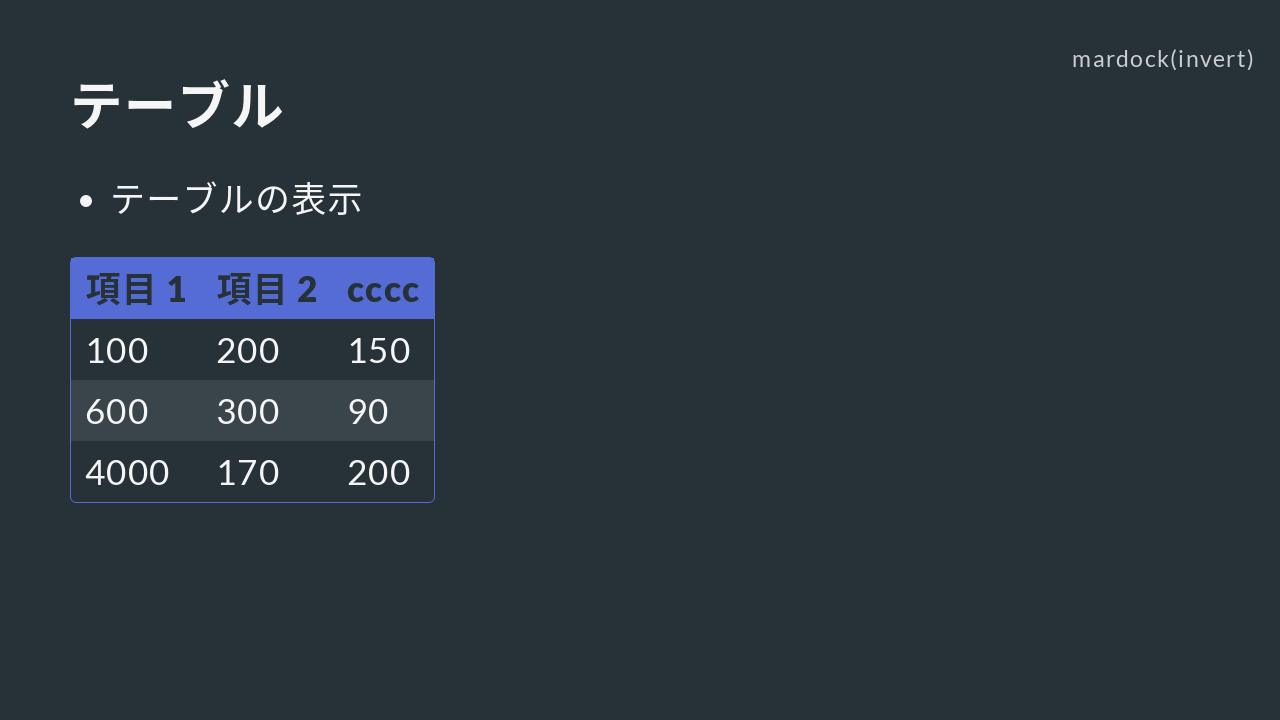 mardock(invert)
テーブル
• テーブルの表示
項目 1 項目 2 cccc
100 200 150
600 300 90
4000 170 200